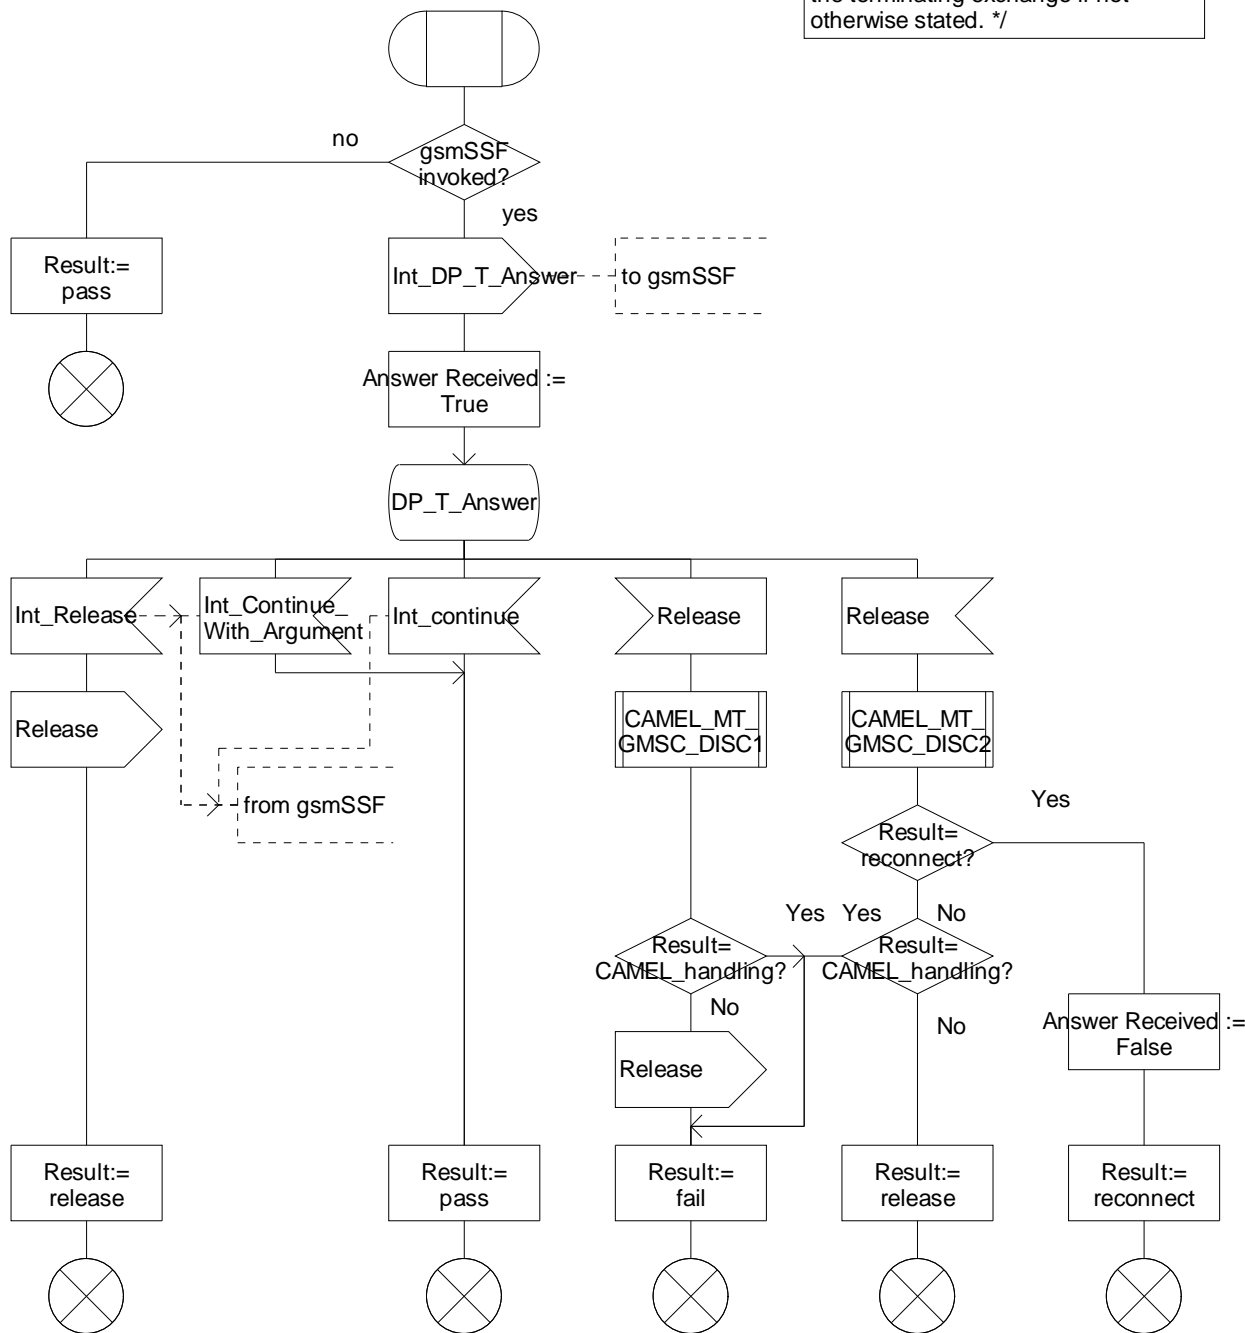 the terminating exchange if not
otherwise stated. */
no
gsmSSF
invoked?
yes
Result:=
pass
Int_DP_T_Answer
to gsmSSF
Answer Received :=
True
DP_T_Answer
Int_Release
Int_Continue_
With_Argument
Int_continue
Release
Release
Release
CAMEL_MT_
GMSC_DISC1
CAMEL_MT_
GMSC_DISC2
from gsmSSF
Yes
Result=
reconnect?
Yes
Yes
No
Result=
CAMEL_handling?
Result=
CAMEL_handling?
No
No
Answer Received :=
False
Release
Result:=
release
Result:=
pass
Result:=
fail
Result:=
release
Result:=
reconnect